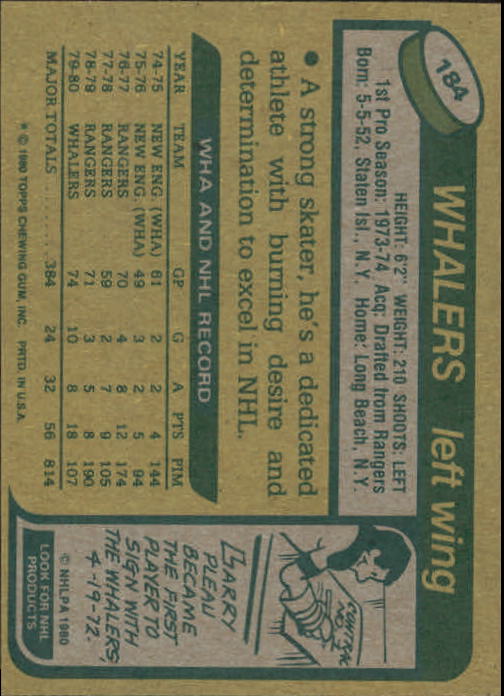 184
WHALERS left wing
HEIGHT: 6'2" WEIGHT: 210 SHOOTS: LEFT
1st Pro Season: 1973-74 Acq: Drafted from Rangers
Born: 5-5-52, Staten Isl., N.Y. Home: Long Beach, N.Y.
• A strong skater, he's a dedicated
athlete with burning desire and
determination to excel in NHL.
WHA AND NHL RECORD
YEAR TEAM GP G A PTS PIM
74-75 NEW ENG. (WHA) 61 2 2 4 144
75-76 NEW ENG. (WHA) 49 3 2 5 94
76-77 RANGERS 70 4 8 12 174
77-78 RANGERS 59 2 7 9 105
78-79 RANGERS 71 3 5 8 190
79-80 WHALERS 74 10 8 18 107
MAJOR TOTALS ........ 384 24 32 56 814
* © 1980 TOPPS CHEWING GUM, INC. PRTD. IN U.S.A.
CONTRAC
NO
LARRY
PLEAU
BECAME
THE FIRST
PLAYER TO
SIGN WITH
THE WHALERS,
4-19-72.
© NHLPA 1980
LOOK FOR NHL
PRODUCTS